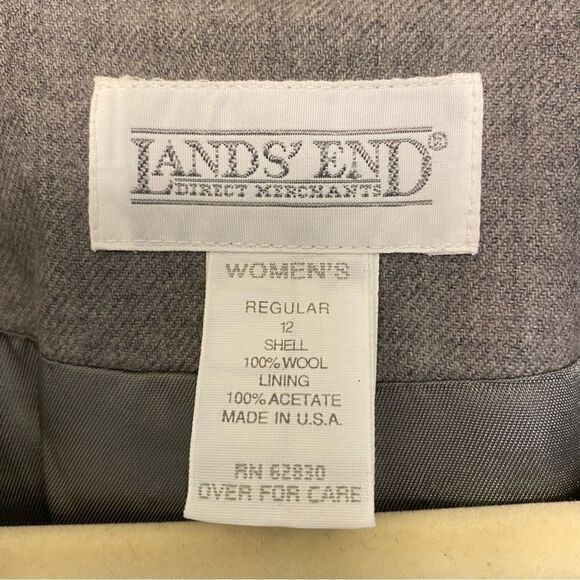 LANDS' END®
DIRECT MERCHANTS
WOMEN'S
REGULAR
12
SHELL
100% WOOL
LINING
100% ACETATE
MADE IN U.S.A.
RN 62830
OVER FOR CARE